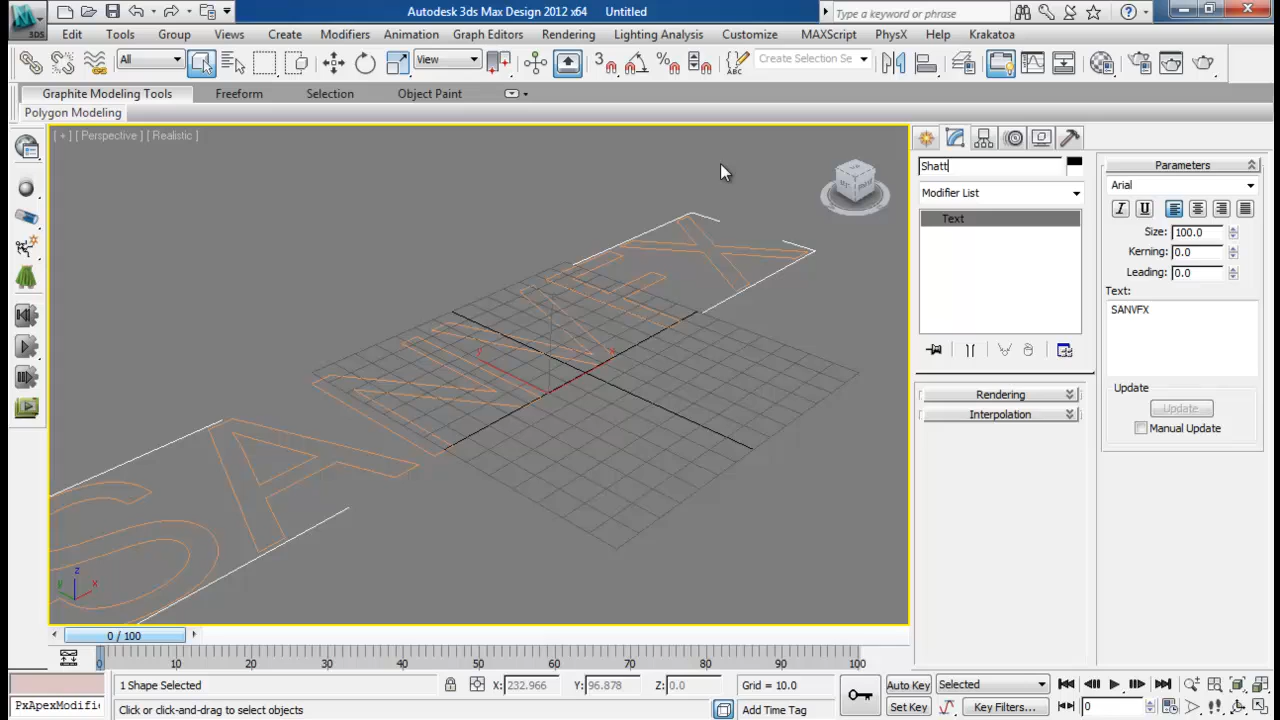 Autodesk 3ds Max Design 2012 x64 Untitled
Type a keyword or phrase
3DS
Edit Tools Group Views Create Modifiers Animation Graph Editors Rendering Lighting Analysis Customize MAXScript PhysX Help Krakatoa
All View 3 Create Selection Se
Graphite Modeling Tools Freeform Selection Object Paint
Polygon Modeling
[ + ] [ Perspective ] [ Realistic ]
Shatt
Modifier List
Text
Rendering
Interpolation
Parameters
Arial
I U
Size: 100.0
Kerning: 0.0
Leading: 0.0
Text:
SANVFX
Update
Update
Manual Update
SANVFX
y x
z
y x
0 / 100
0 10 20 30 40 50 60 70 80 90 100
1 Shape Selected X: 232.966 Y: 96.878 Z: 0.0 Grid = 10.0 Auto Key Selected
PxApexModifi Click or click-and-drag to select objects Add Time Tag Set Key Key Filters... 0